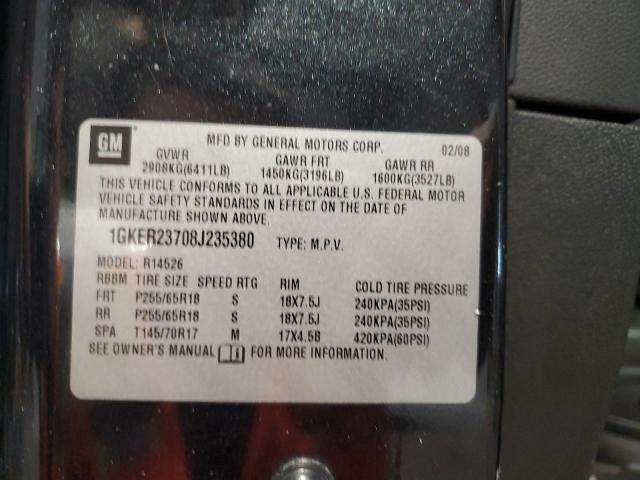 GM
MFD BY GENERAL MOTORS CORP. 02/08
GVWR GAWR FRT GAWR RR
2908KG(6411LB) 1450KG(3196LB) 1600KG(3527LB)
THIS VEHICLE CONFORMS TO ALL APPLICABLE U.S. FEDERAL MOTOR
VEHICLE SAFETY STANDARDS IN EFFECT ON THE DATE OF
MANUFACTURE SHOWN ABOVE.
1GKER23708J235380 TYPE: M.P.V.
MODEL: R14526
RBBM TIRE SIZE SPEED RTG RIM COLD TIRE PRESSURE
FRT P255/65R18 S 18X7.5J 240KPA(35PSI)
RR P255/65R18 S 18X7.5J 240KPA(35PSI)
SPA T145/70R17 M 17X4.5B 420KPA(60PSI)
SEE OWNER'S MANUAL FOR MORE INFORMATION.